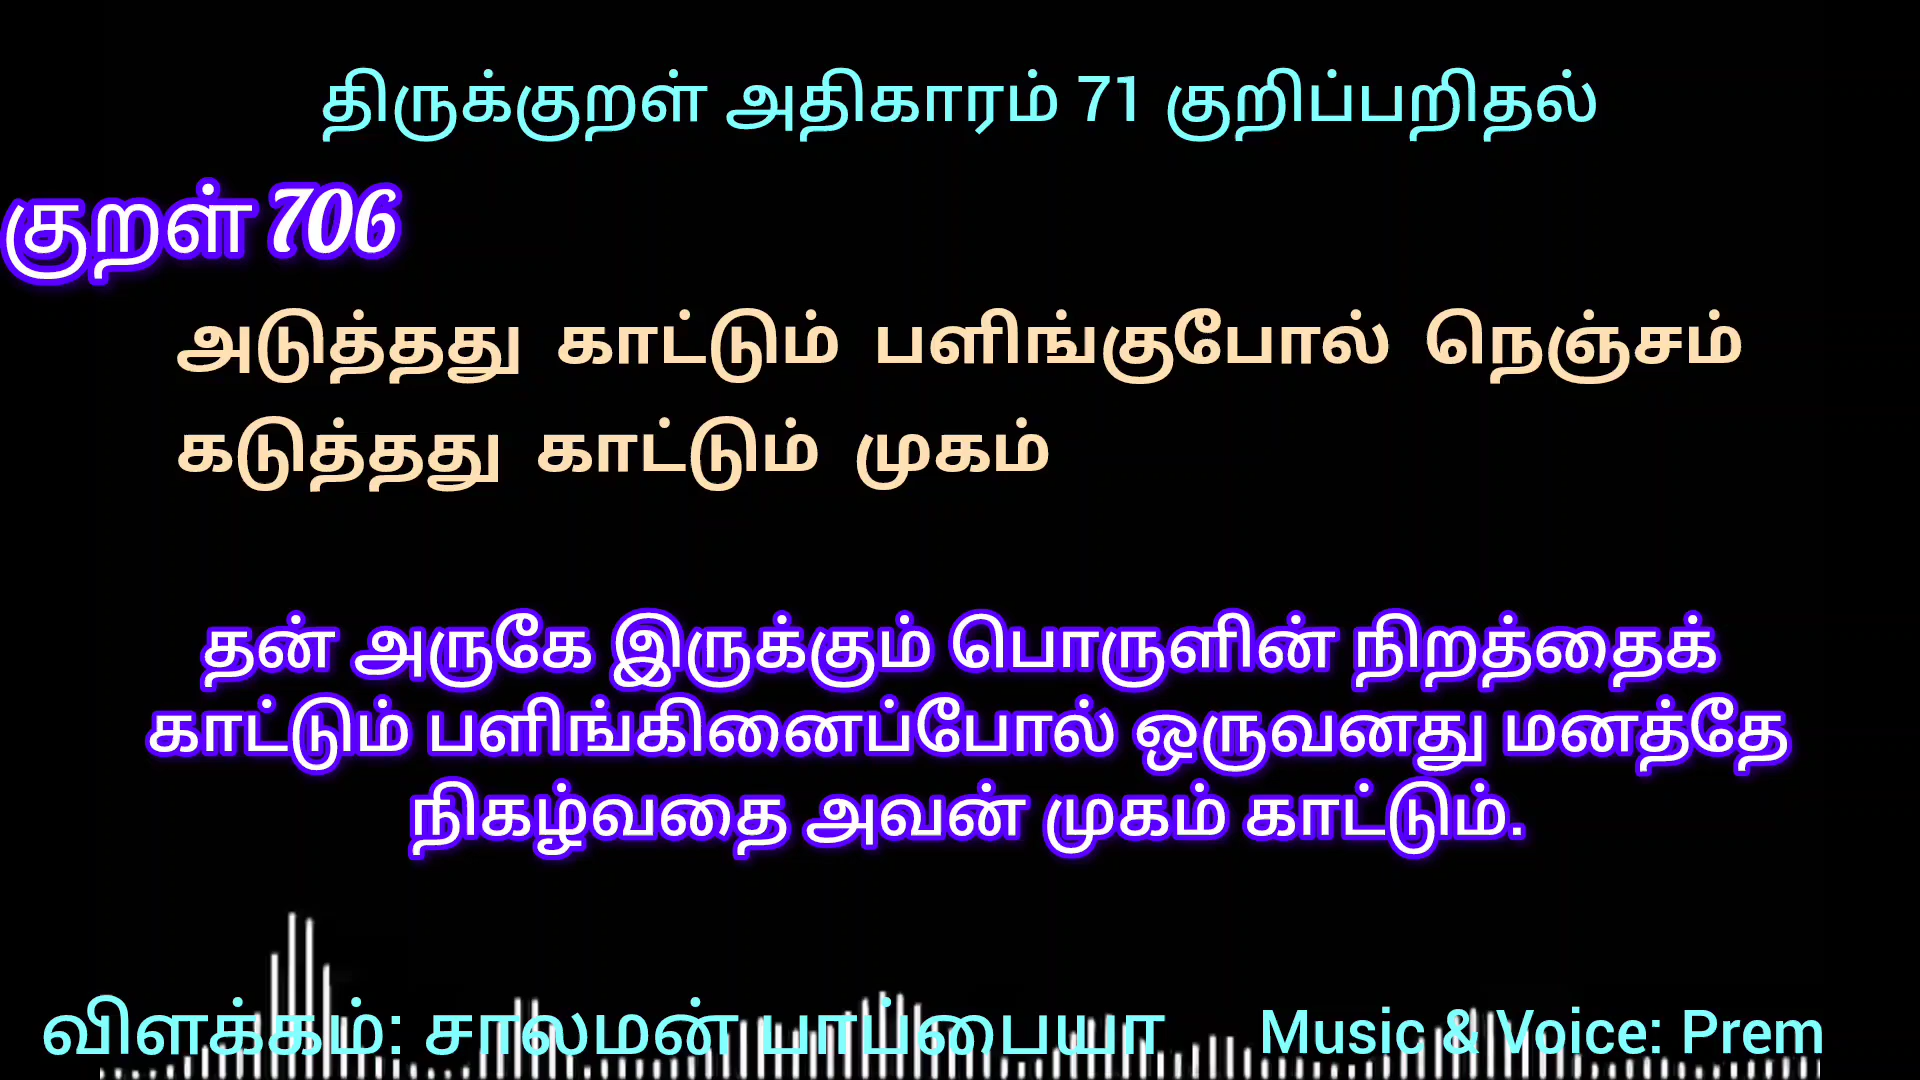 திருக்குறள் அதிகாரம் 71 குறிப்பறிதல்
குறள் 706
அடுத்தது காட்டும் பளிங்குபோல் நெஞ்சம்
கடுத்தது காட்டும் முகம்
தன் அருகே இருக்கும் பொருளின் நிறத்தைக்
காட்டும் பளிங்கினைப்போல் ஒருவனது மனத்தே
நிகழ்வதை அவன் முகம் காட்டும்.
விளக்கம்: சாலமன் பாப்பையா Music & Voice: Prem